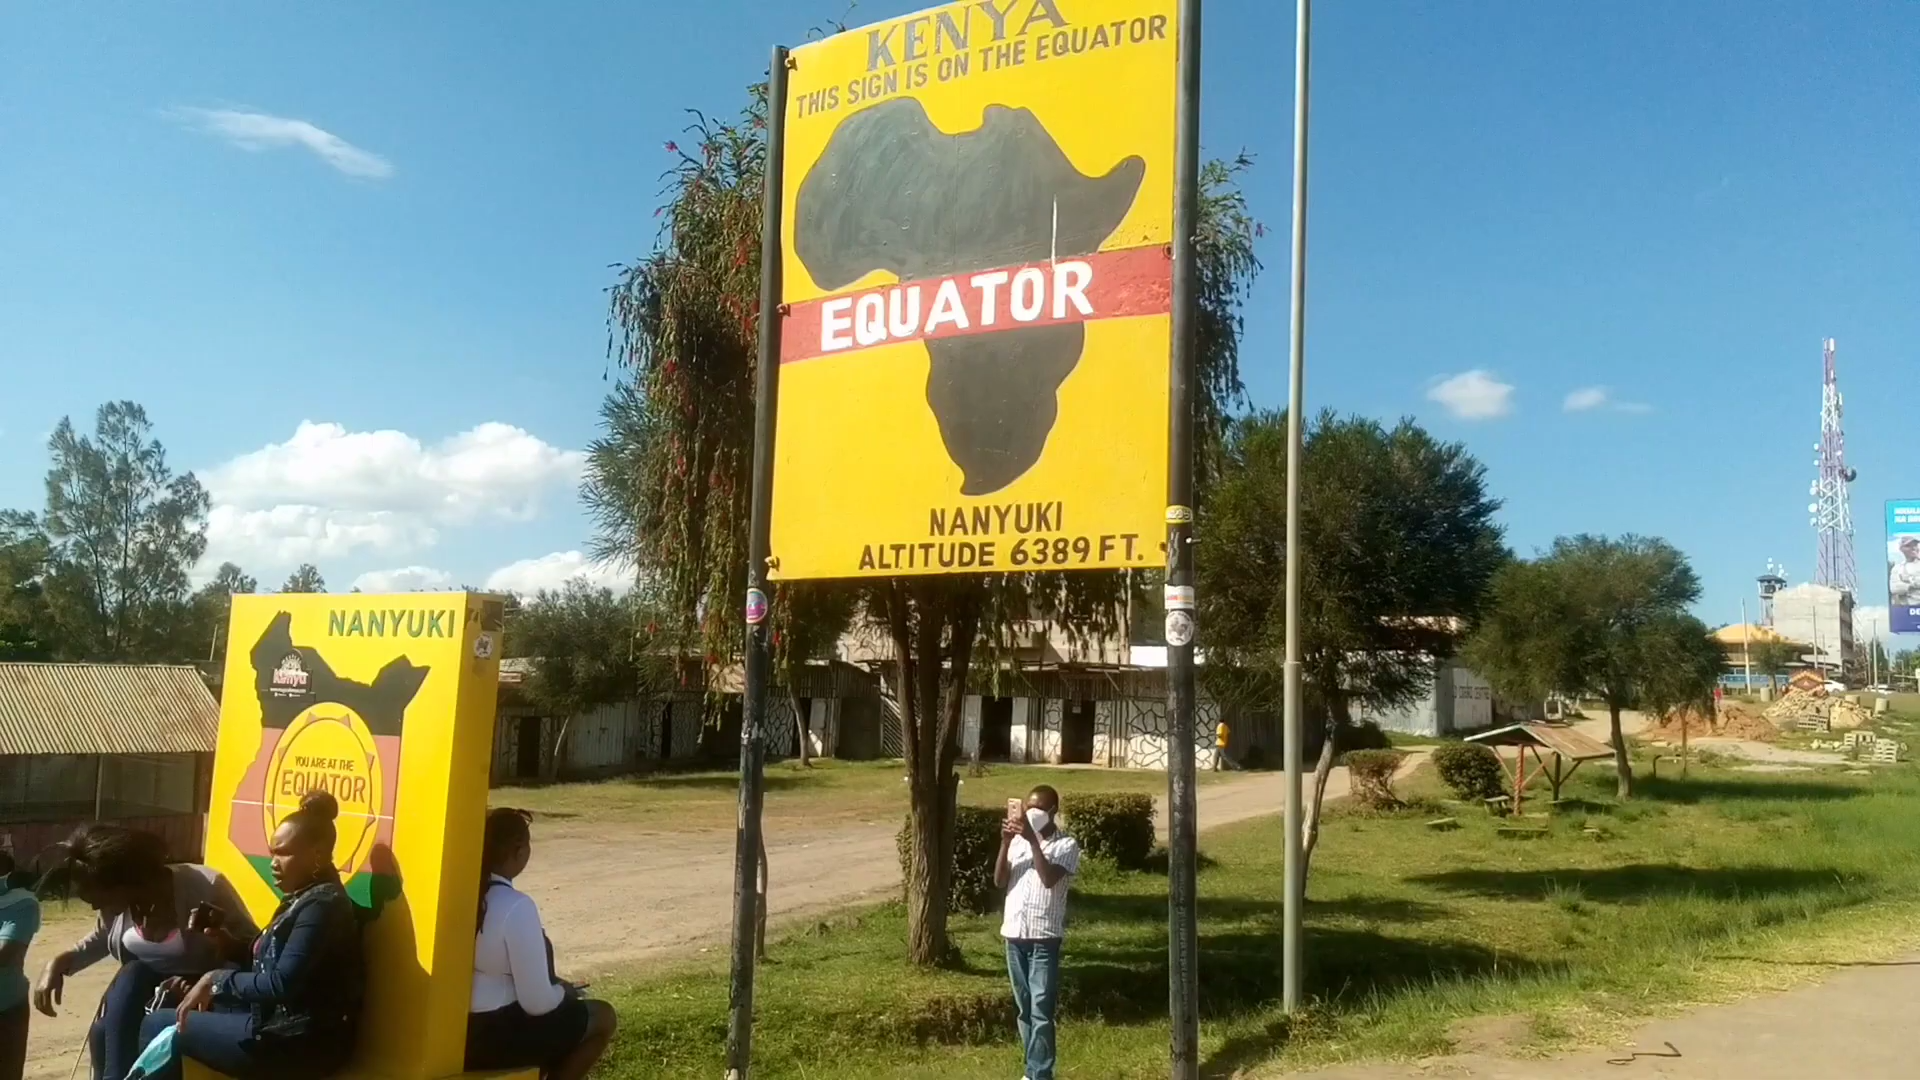 KENYA
THIS SIGN IS ON THE EQUATOR
EQUATOR
NANYUKI
ALTITUDE 6389 FT.
NANYUKI
Kenya
YOU ARE AT THE
EQUATOR